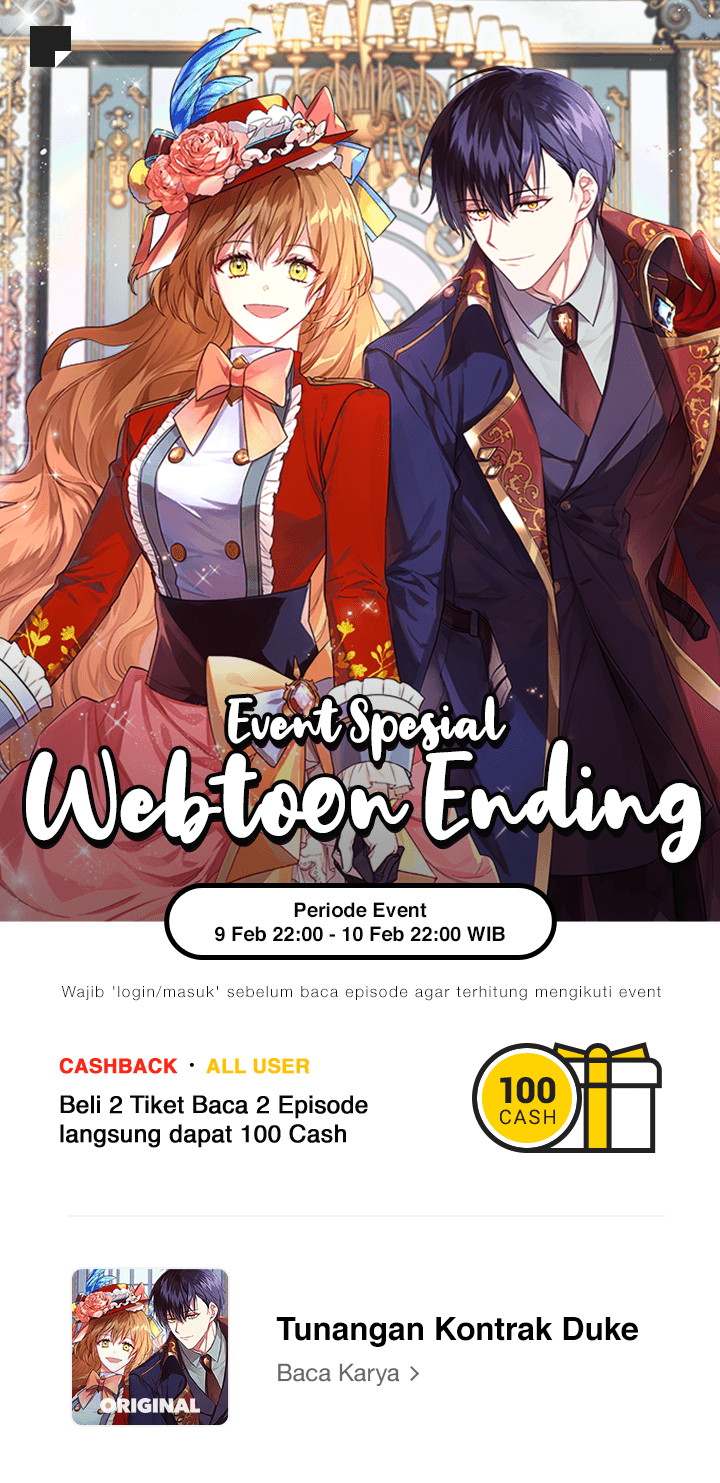 Event Spesial
Webtoon Ending
Periode Event
9 Feb 22:00 - 10 Feb 22:00 WIB
Wajib 'login/masuk' sebelum baca episode agar terhitung mengikuti event
CASHBACK · ALL USER
Beli 2 Tiket Baca 2 Episode
langsung dapat 100 Cash
100
CASH
Tunangan Kontrak Duke
Baca Karya >
ORIGINAL